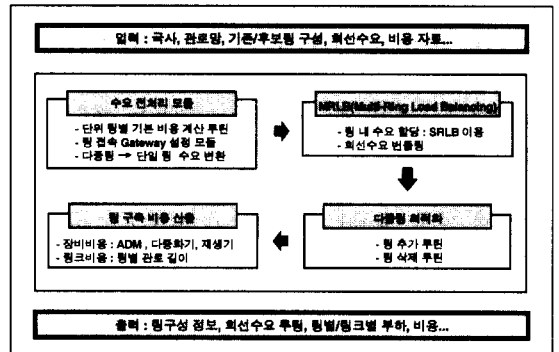 입력 : 국사, 관로망, 기존/후보링 구성, 회선수요, 비용 자료...
수요 전처리 모듈
- 단위 링별 기본 비용 계산 루틴
- 링 접속 Gateway 설정 모듈
- 다중링 → 단일 링 수요 변환
MRLB(Multi-Ring Load Balancing)
- 링 내 수요 할당 : SRLB 이용
- 회선수요 번들링
링 구축 비용 산출
- 장비비용 : ADM , 다중화기, 재생기
- 링크비용 : 링별 관로 길이
다중링 최적화
- 링 추가 루틴
- 링 삭제 루틴
출력 : 링구성 정보, 회선수요 루팅, 링별/링크별 부하, 비용...